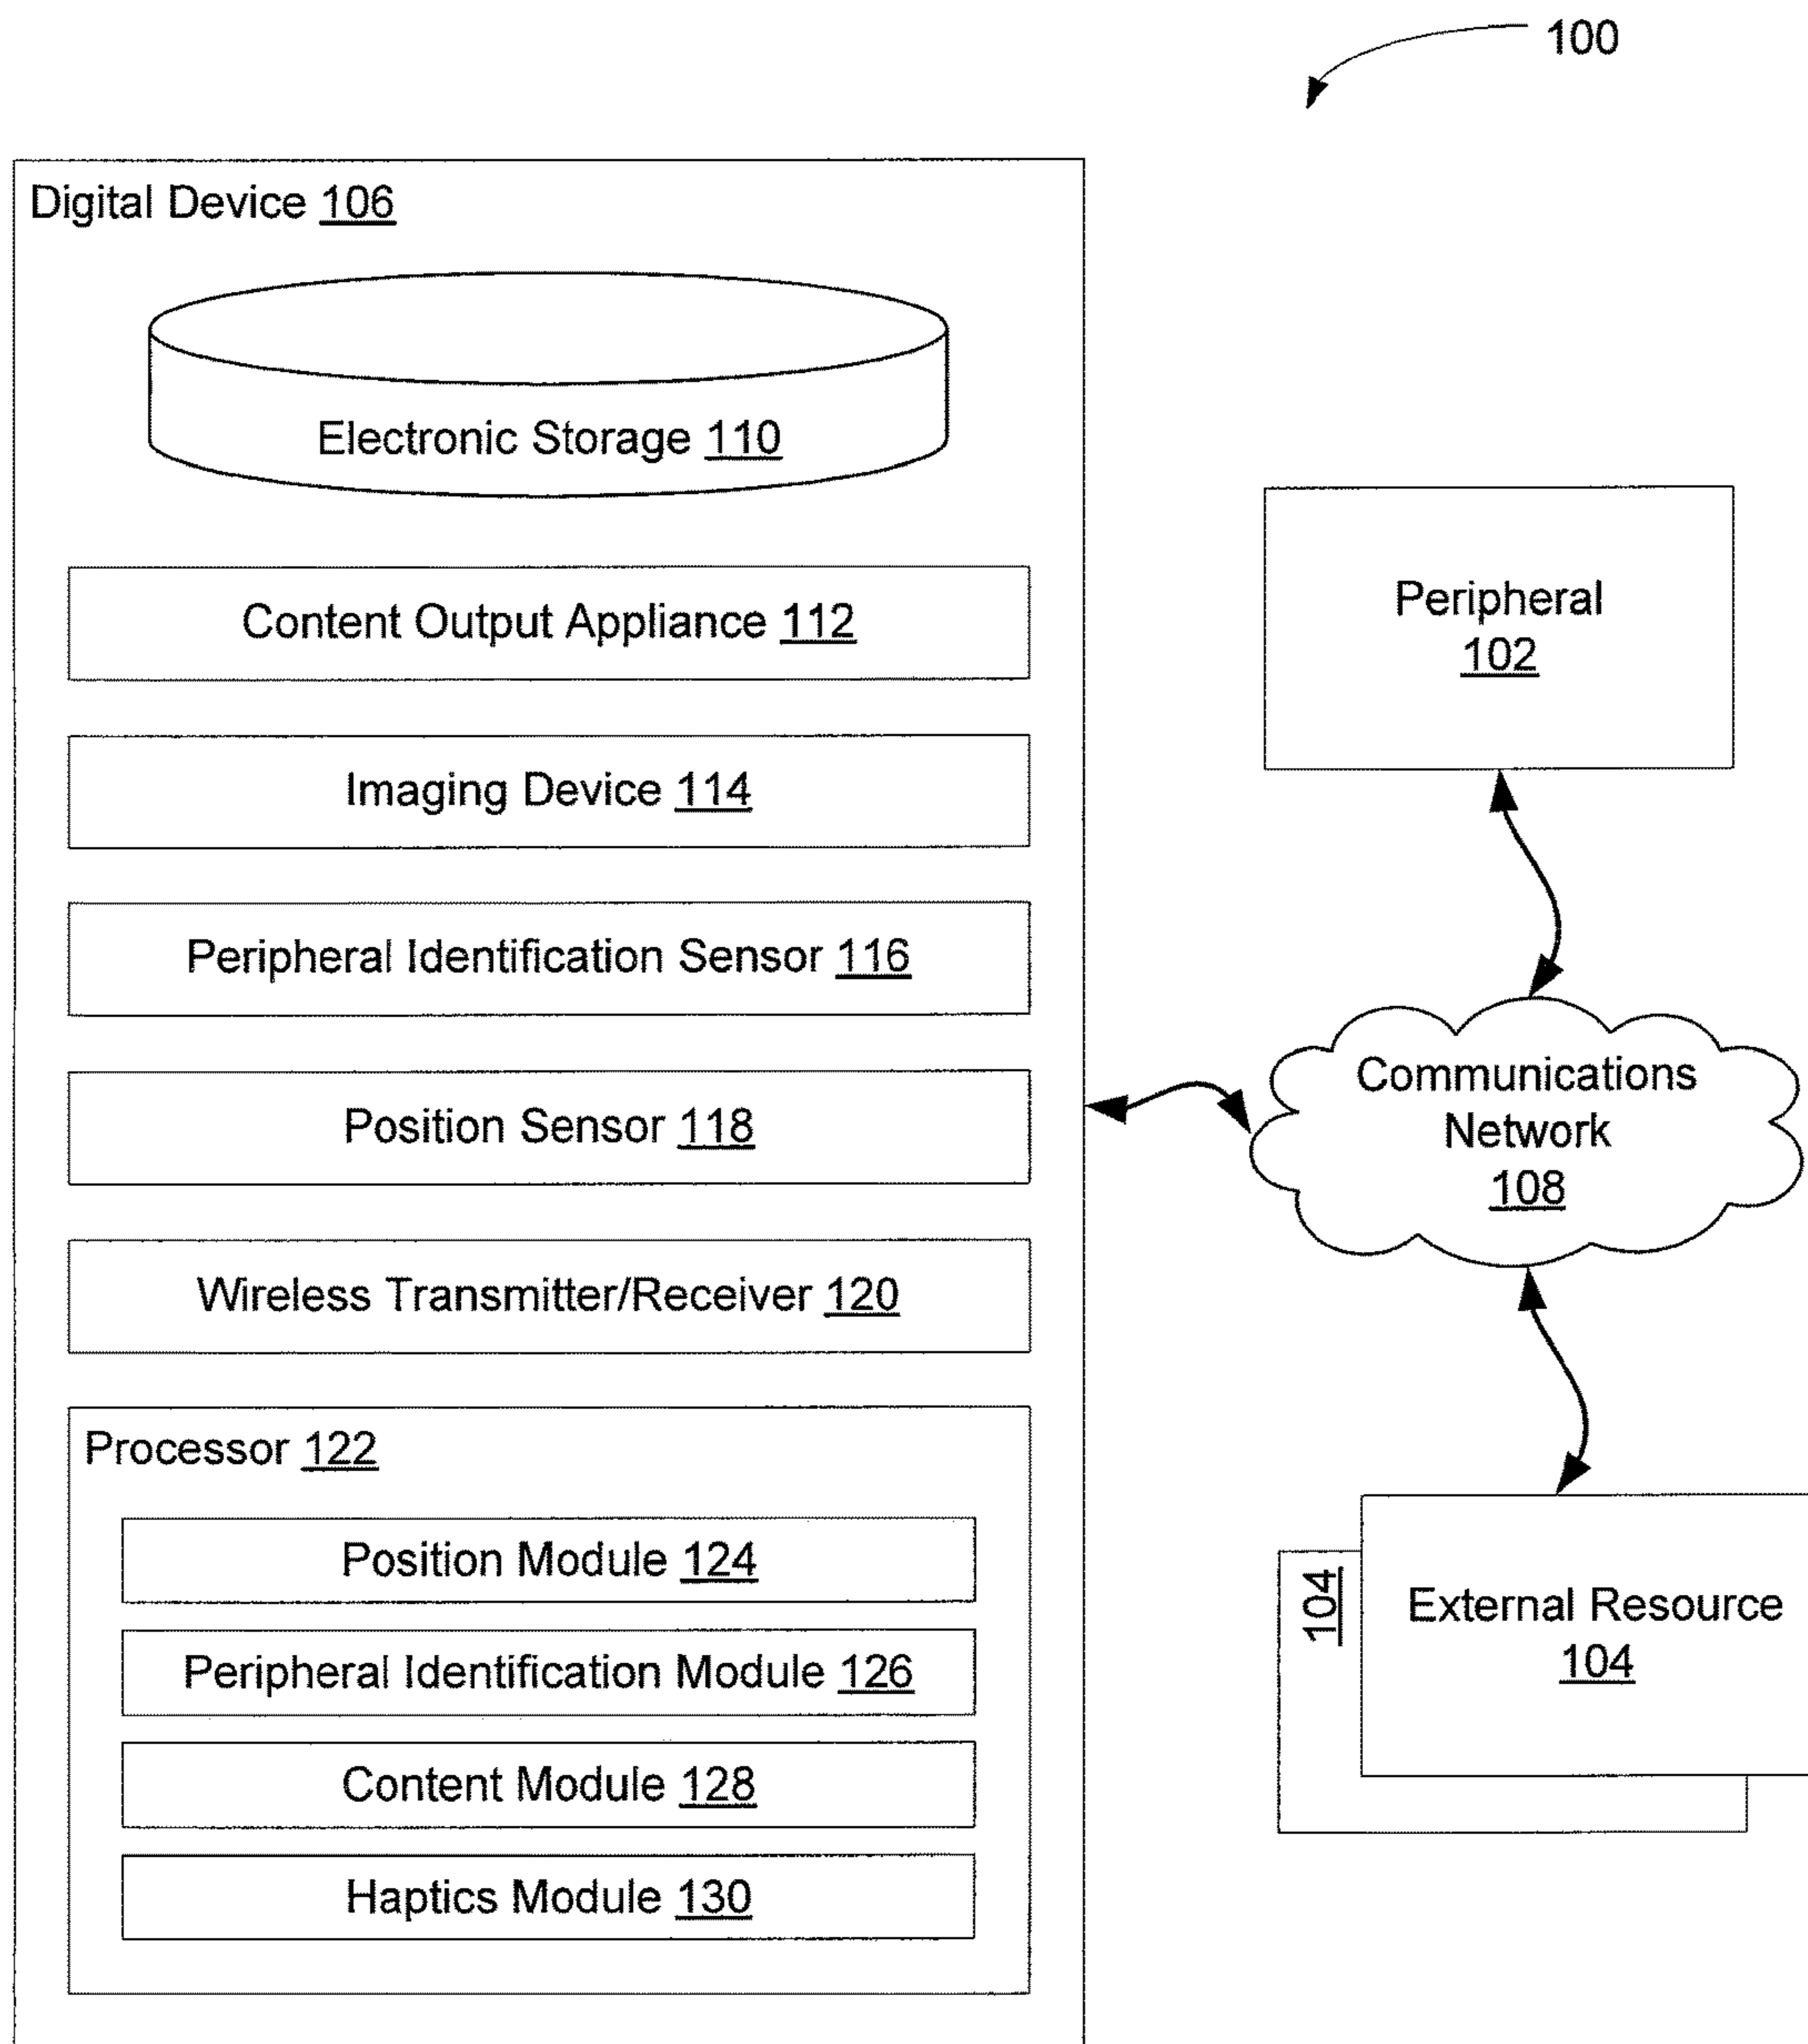 100
Digital Device 106
Electronic Storage 110
Content Output Appliance 112
Imaging Device 114
Peripheral Identification Sensor 116
Position Sensor 118
Wireless Transmitter/Receiver 120
Processor 122
Position Module 124
Peripheral Identification Module 126
Content Module 128
Haptics Module 130
Peripheral
102
Communications
Network
108
104
External Resource
104